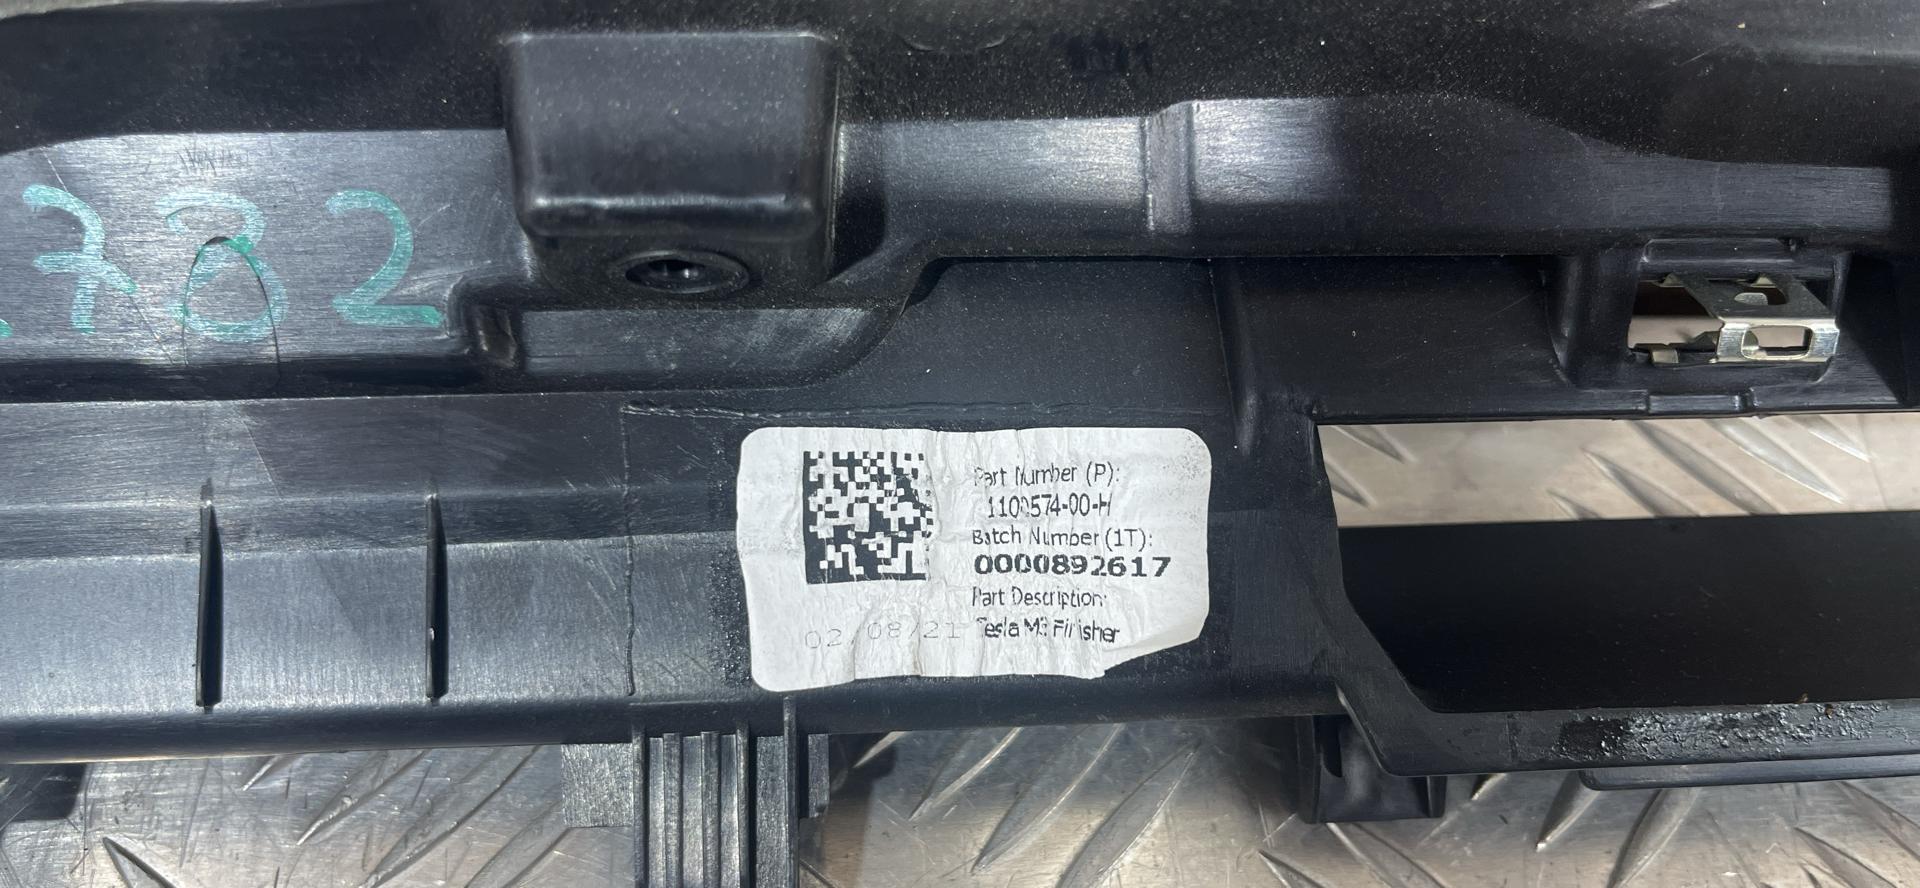 782
Part Number (P):
1100574-00-H
Batch Number (1T):
0000892617
Part Description:
02/08/21 Tesla M3 Finisher